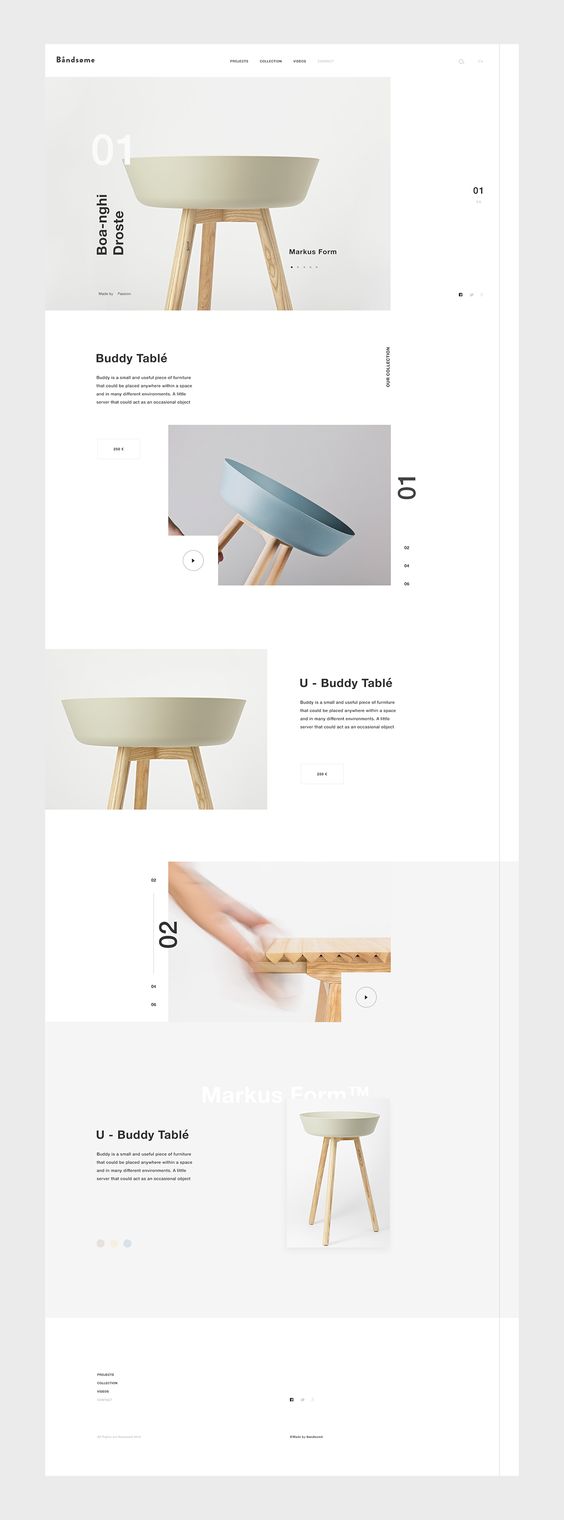 Båndsøme
PROJECTS COLLECTION VIDEOS CONTACT
01
Boa-nghi
Droste
Markus Form
Made by Passion
01
Buddy Tablé
Buddy is a small and useful piece of furniture
that could be placed anywhere within a space
and in many different environments. A little
server that could act as an occasional object
OUR COLLECTION
250 €
01
02
04
06
U - Buddy Tablé
Buddy is a small and useful piece of furniture
that could be placed anywhere within a space
and in many different environments. A little
server that could act as an occasional object
250 €
02
02
04
06
Markus Form™
U - Buddy Tablé
Buddy is a small and useful piece of furniture
that could be placed anywhere within a space
and in many different environments. A little
server that could act as an occasional object
PROJECTS
COLLECTION
VIDEOS
CONTACT